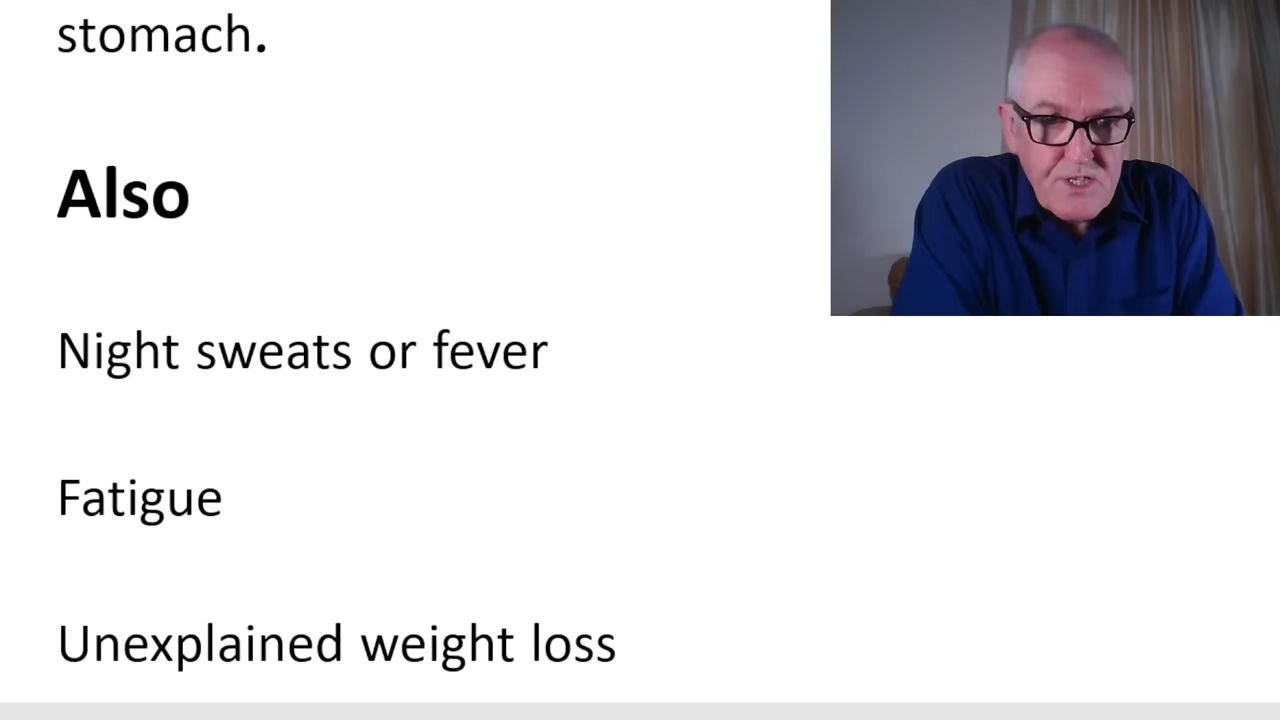 stomach.
Also
Night sweats or fever
Fatigue
Unexplained weight loss